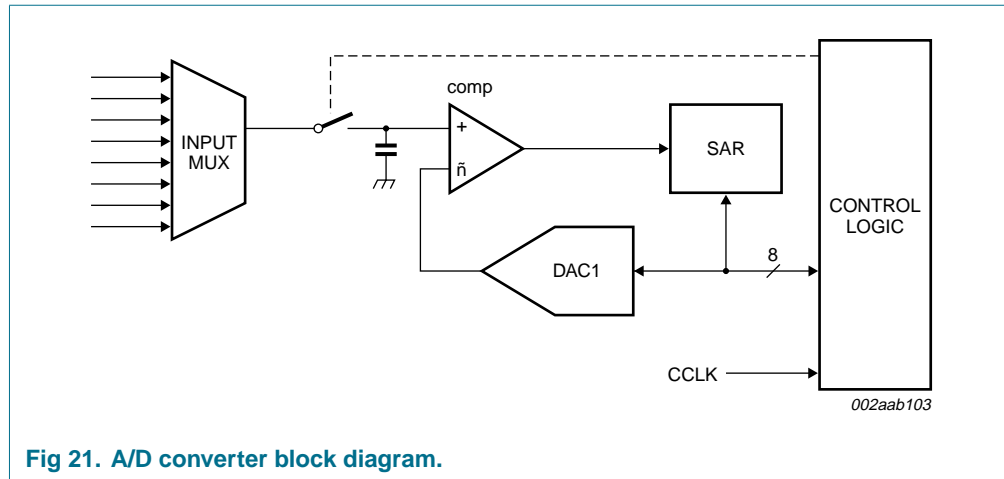 comp
INPUT
MUX
+
ñ
SAR
CONTROL
LOGIC
DAC1
8
CCLK
002aab103
Fig 21. A/D converter block diagram.